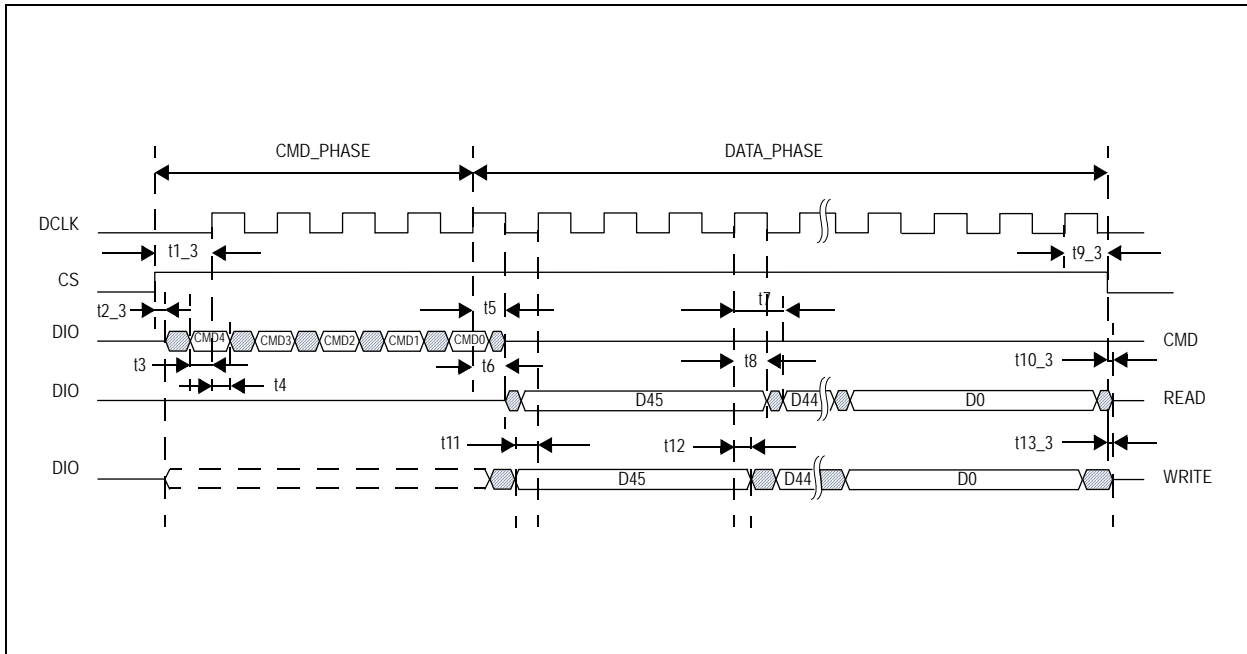 CMD_PHASE DATA_PHASE
DCLK
t1_3 t9_3
CS
t2_3 t5 t7
DIO CMD4 CMD3 CMD2 CMD1 CMD0 CMD
t3 t6 t8 t10_3
t4
DIO D45 D44 D0 READ
t11 t12 t13_3
DIO D45 D44 D0 WRITE